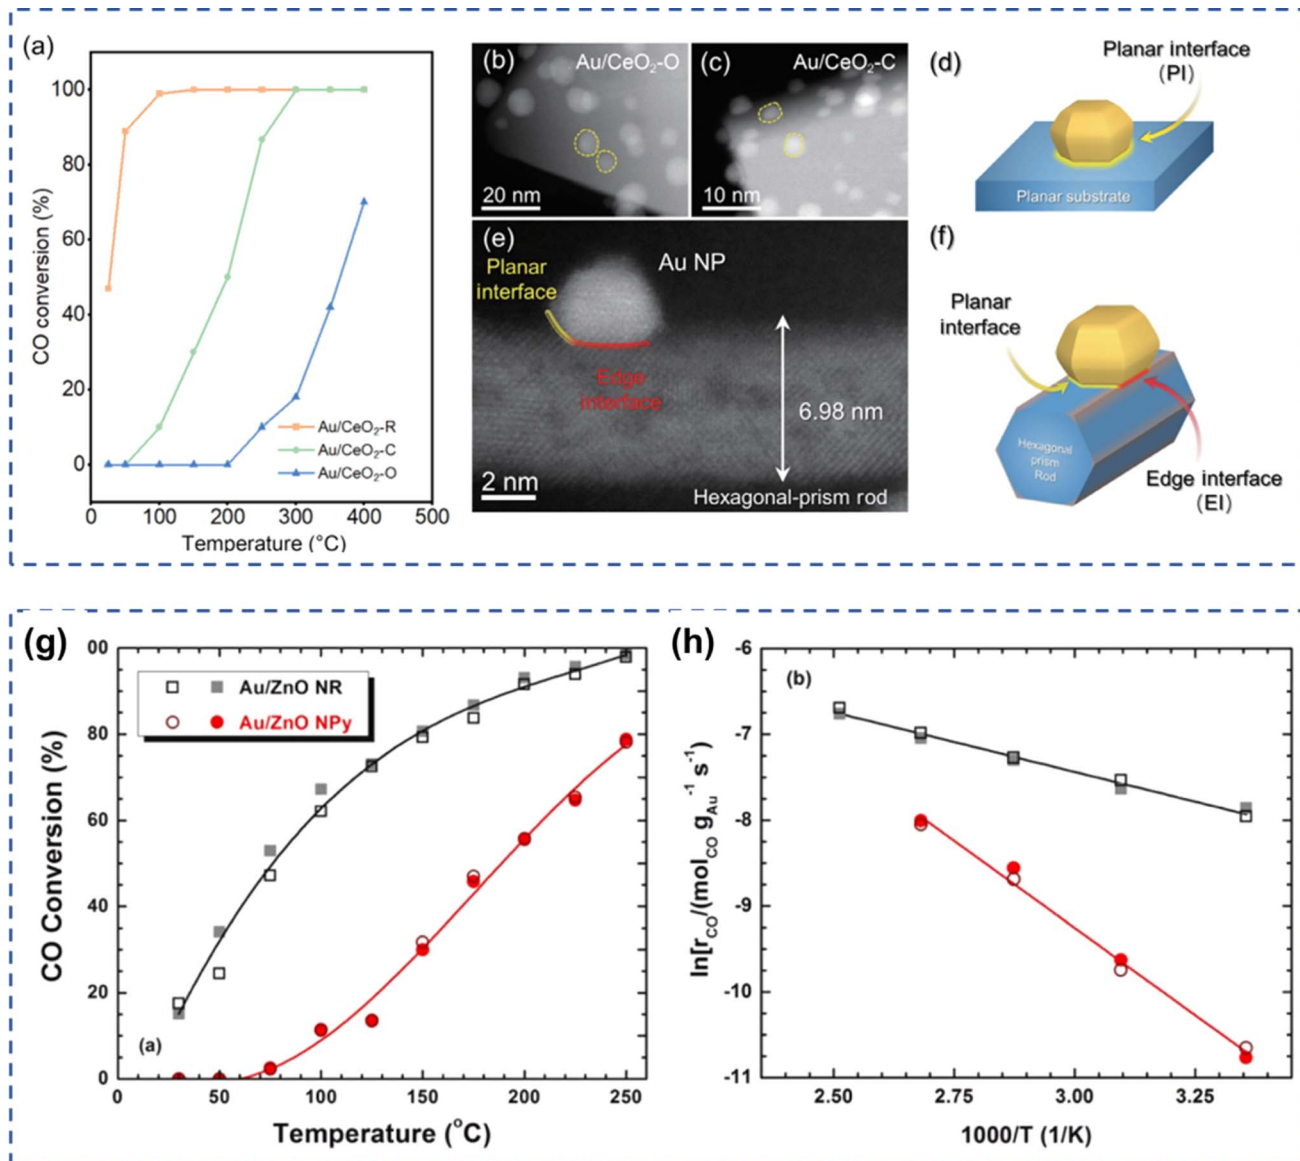 (a)
CO conversion (%)
100
80
60
40
20
0
Au/CeO₂-R
Au/CeO₂-C
Au/CeO₂-O
0
100
200
300
400
500
Temperature (°C)
(b)
Au/CeO₂-O
20 nm
(c)
Au/CeO₂-C
10 nm
(d)
Planar interface
(PI)
Planar substrate
(e)
Planar
interface
Au NP
Edge
interface
6.98 nm
2 nm
Hexagonal-prism rod
(f)
Planar
interface
Hexagonal
prism
Rod
Edge interface
(EI)
(g)
CO Conversion (%)
00
80
60
40
20
0
Au/ZnO NR
Au/ZnO NPy
(a)
0
50
100
150
200
250
Temperature (°C)
(h)
ln[r_CO/(mol_CO g_Au⁻¹ s⁻¹)
-6
-7
-8
-9
-10
-11
(b)
2.50
2.75
3.00
3.25
1000/T (1/K)